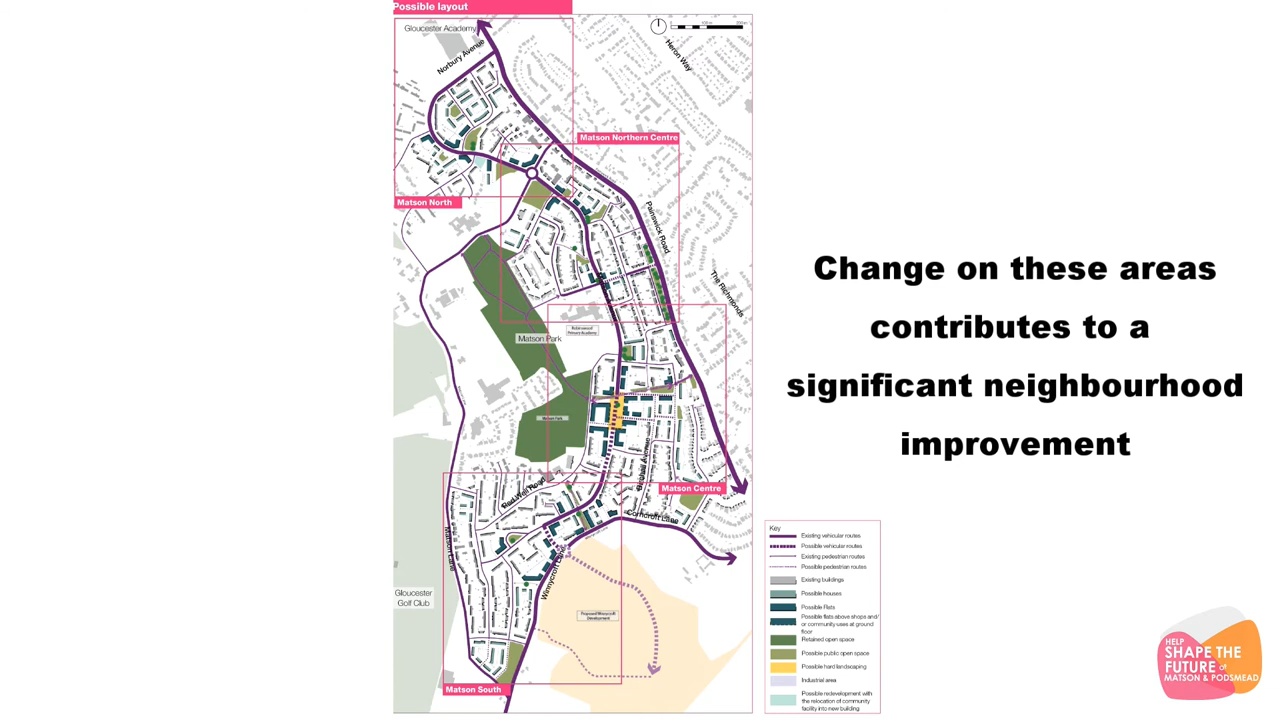 Possible layout
Gloucester Academy
Norbury Avenue
Heron Way
Matson Northern Centre
Matson North
Painswick Road
The Richmonds
Matson Park
Matson Centre
Red Well Road
Corncroft Lane
Matson Lane
Winnycroft Lane
Gloucester
Golf Club
Matson South
Change on these areas
contributes to a
significant neighbourhood
improvement
Key
Existing vehicular routes
Possible vehicular routes
Existing pedestrian routes
Possible pedestrian routes
Existing buildings
Possible houses
Possible flats
Possible flats above shops and/
or community uses at ground
floor
Retained open space
Possible public open space
Possible hard landscaping
Industrial area
Possible redevelopment with
the relocation of community
facility into new building
HELP
SHAPE THE
FUTURE of
MATSON & PODSMEAD